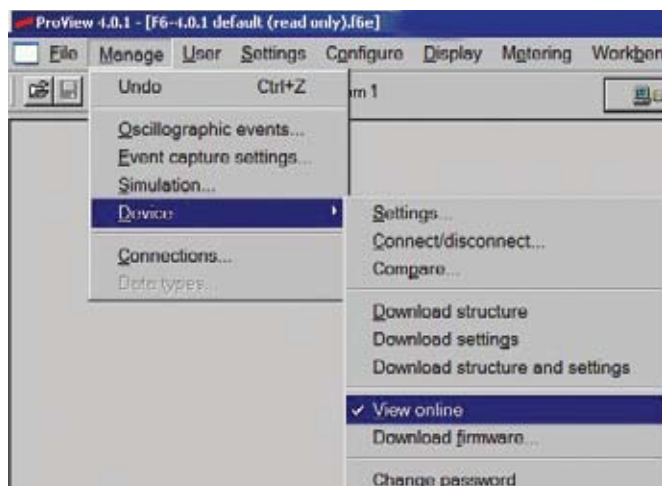 ProView 4.0.1 - [F6-4.0.1 default (read only).f6e]
File Manage User Settings Configure Display Metering
Undo Ctrl+Z
Oscillographic events...
Event capture settings...
Simulation...
Device
Connections...
Data types...
Settings...
Connect/disconnect...
Compare...
Download structure
Download settings
Download structure and settings
View online
Download firmware...
Change password